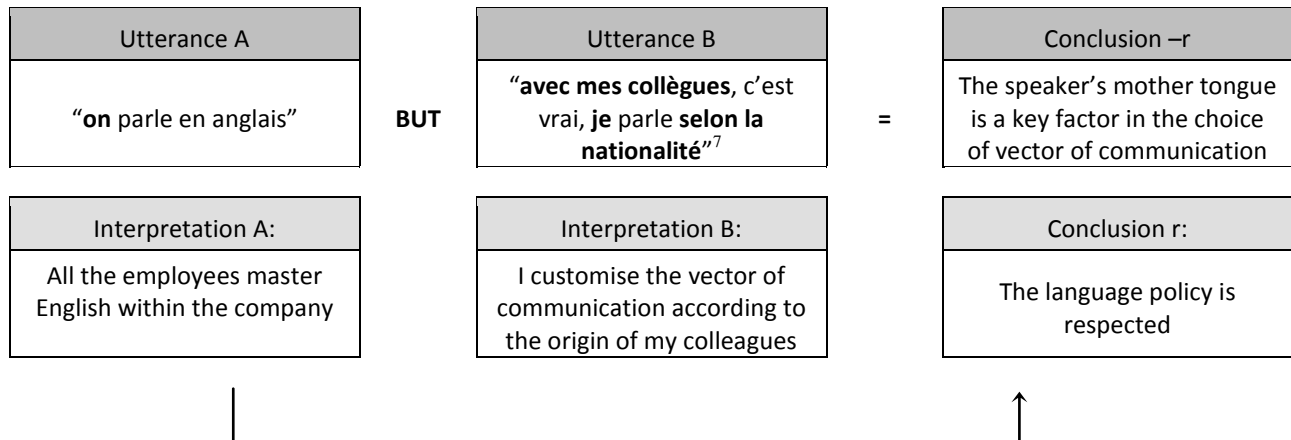 Utterance A
"on parle en anglais"
BUT
Utterance B
"avec mes collègues, c'est
vrai, je parle selon la
nationalité"7
=
Conclusion –r
The speaker's mother tongue
is a key factor in the choice
of vector of communication
Interpretation A:
All the employees master
English within the company
Interpretation B:
I customise the vector of
communication according to
the origin of my colleagues
Conclusion r:
The language policy is
respected